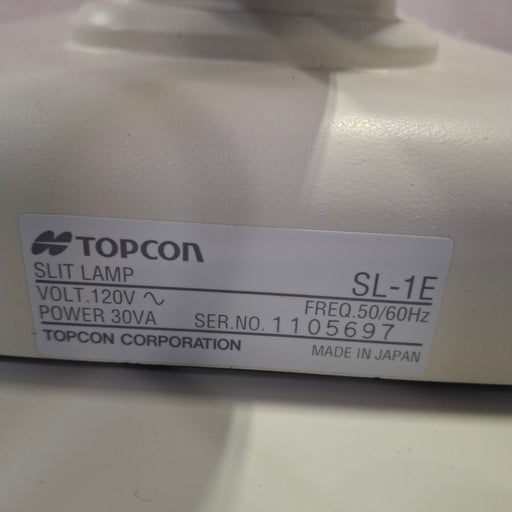 TOPCON
SLIT LAMP SL-1E
VOLT.120V ~ FREQ.50/60Hz
POWER 30VA SER.NO. 1105697
TOPCON CORPORATION MADE IN JAPAN